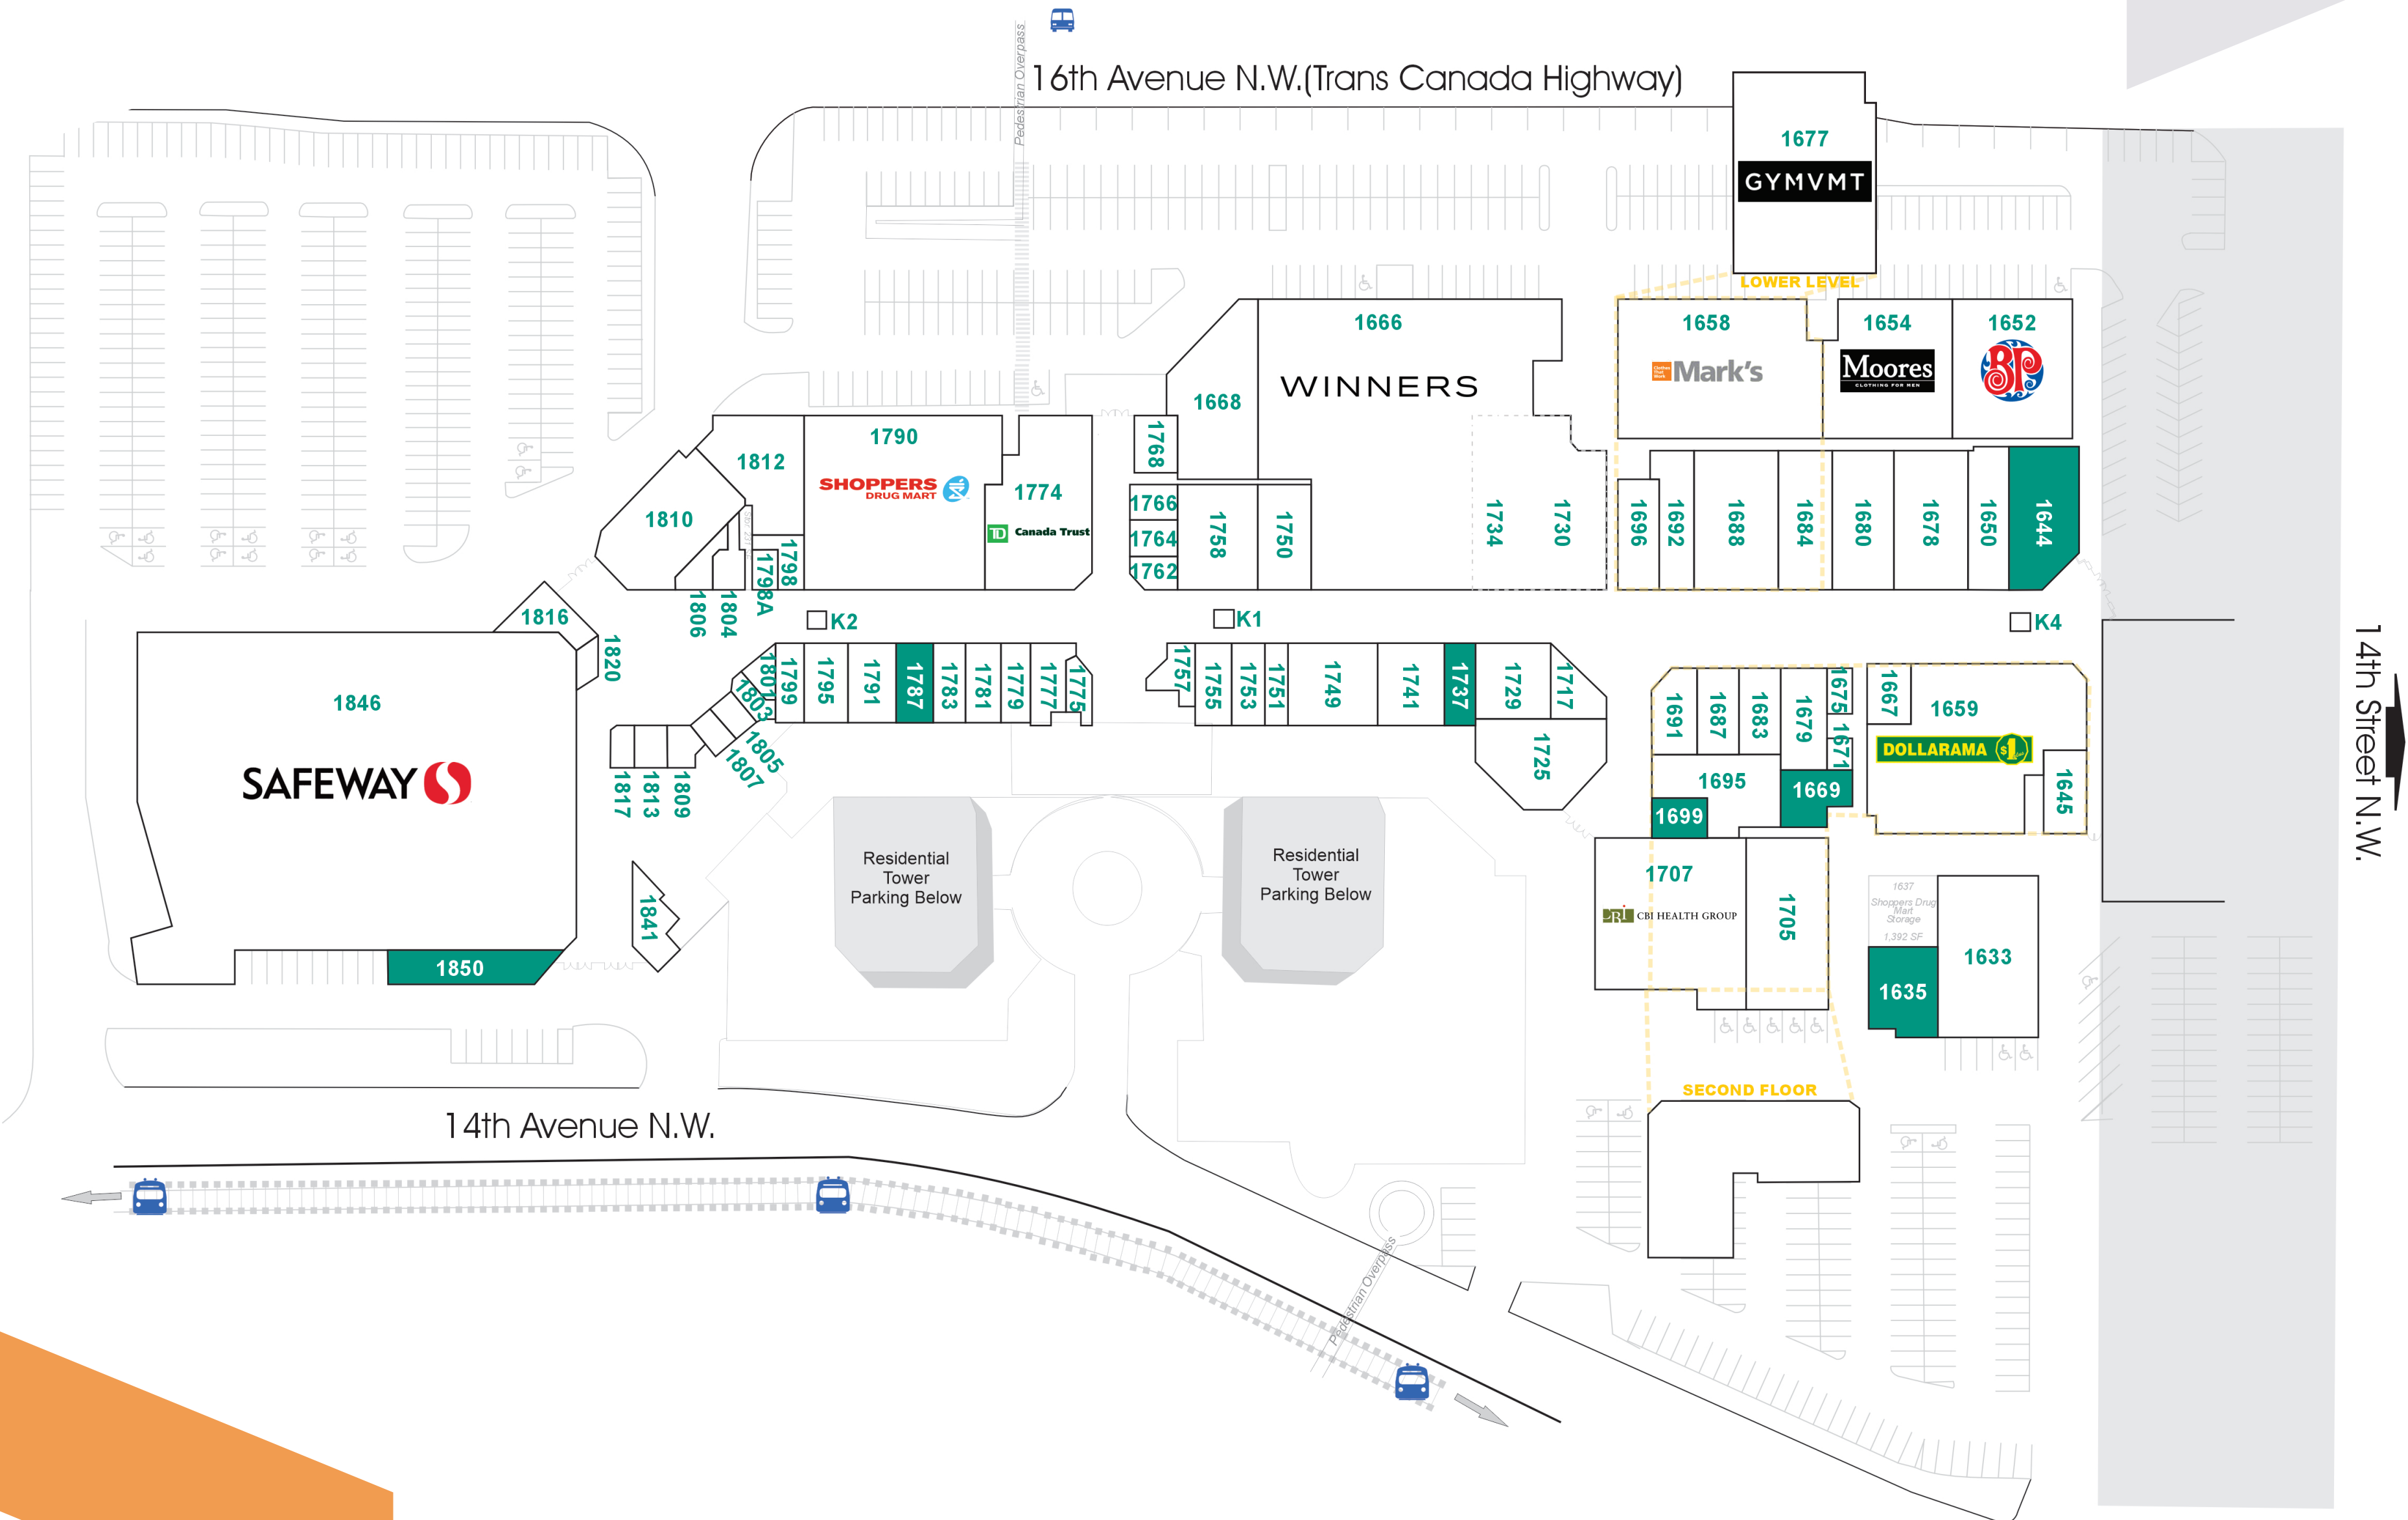 16th Avenue N.W.(Trans Canada Highway)
Pedestrian Overpass
1677
GYMVMT
LOWER LEVEL
1666
WINNERS
1668
1658
Mark's
1654
Moores
CLOTHING FOR MEN
1652
BP
1768
1790
SHOPPERS
DRUG MART
1812
1774
TD Canada Trust
1810
1766
1764
1762
1758
1750
1734
1730
1696
1692
1688
1684
1680
1678
1650
1644
1798
1798A
1806
1804
1816
1820
K2
K1
K4
1846
SAFEWAY
1801
1799
1795
1791
1787
1783
1781
1779
1777
1775
1757
1755
1753
1751
1749
1741
1737
1729
1717
1725
1803
1805
1807
1809
1813
1817
1691
1687
1683
1679
1675
1671
1667
1659
DOLLARAMA $1
1645
1695
1669
1699
14th Street N.W.
1707
CBI CBI HEALTH GROUP
1705
Residential
Tower
Parking Below
Residential
Tower
Parking Below
1637
Shoppers Drug
Mart
Storage
1,392 SF
1633
1635
1841
1850
SECOND FLOOR
14th Avenue N.W.
Pedestrian Overpass